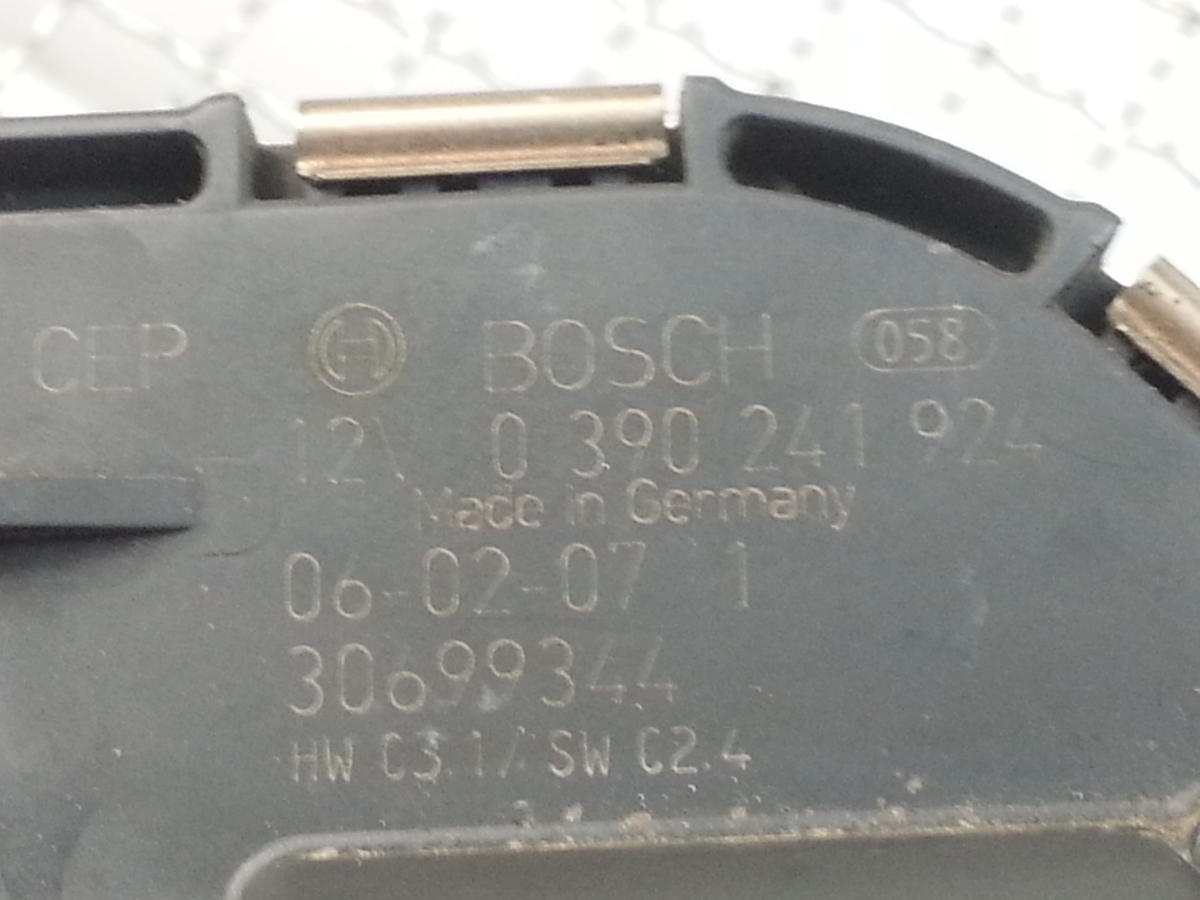 CEP BOSCH 058
12V 0 390 241 924
Made in Germany
06-02-07 1
30699344
HW C3.1/ SW C2.4